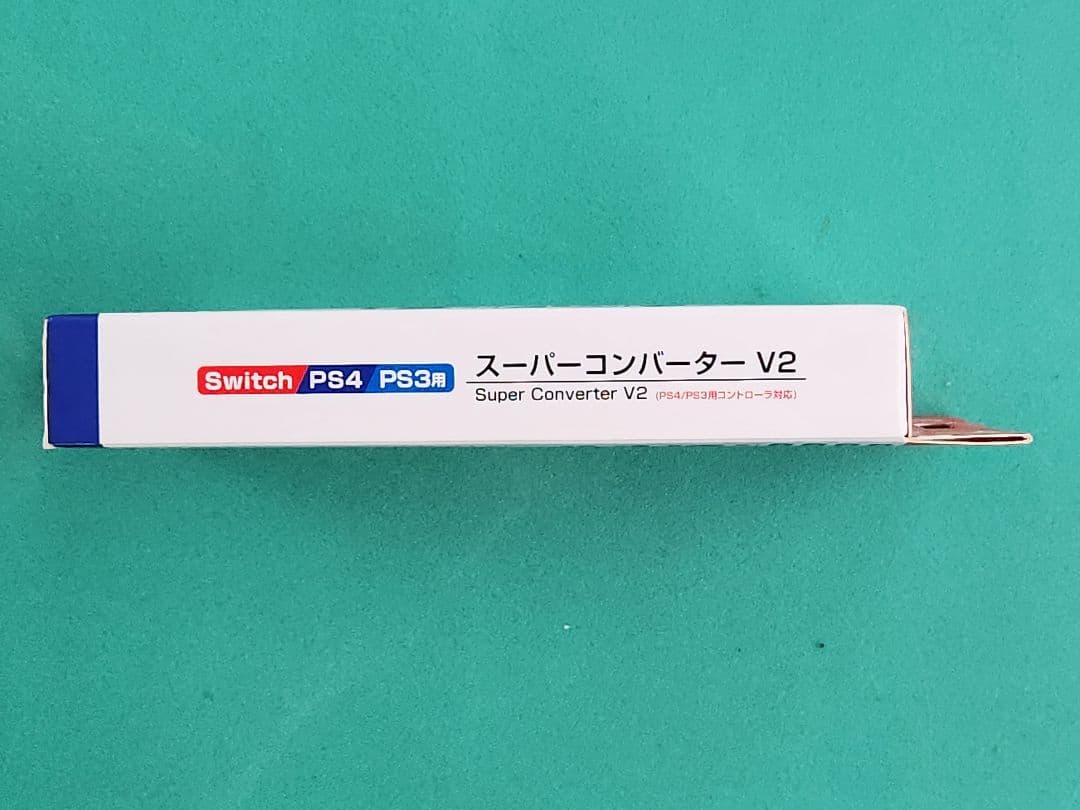 Switch PS4 PS3用
スーパーコンバーター V2
Super Converter V2 (PS4/PS3用コントローラ対応)